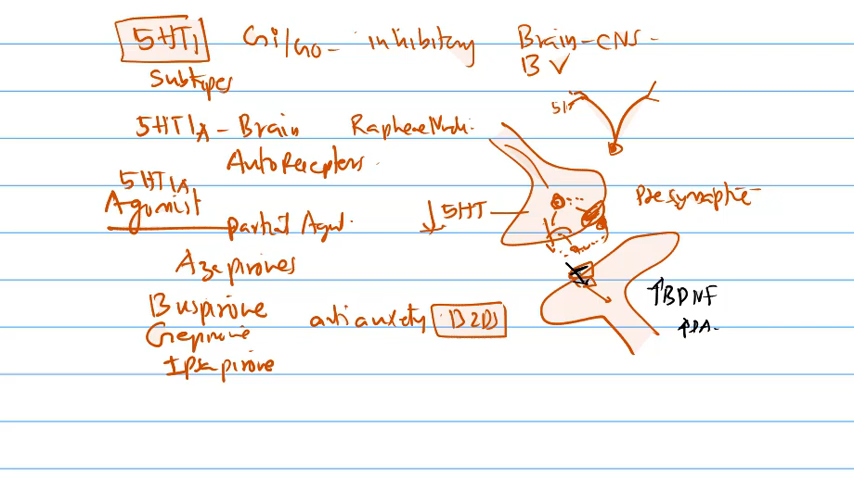 5HT1 Gi/Go - inhibitory Brain - CNS -
BV
Subtypes
5HT1A - Brain Raphe Nuclei
AutoReceptors
5HT1A
Agonist
partial Agonist
↓5HT
Presynaptic
Azapirones
Buspirone
Gepirone
antianxiety BZDs
Ipsapirone
↑BDNF